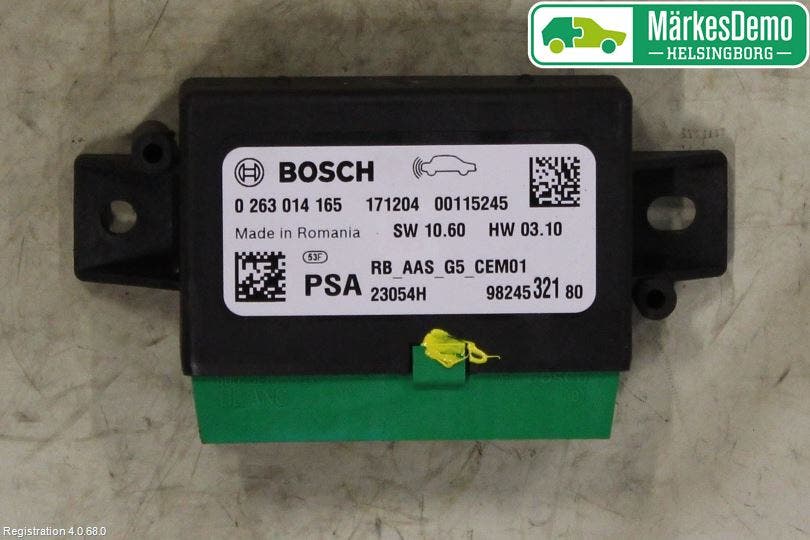 MärkesDemo
HELSINGBORG
BOSCH
0 263 014 165 171204 00115245
Made in Romania SW 10.60 HW 03.10
53F
PSA RB_AAS_G5_CEM01
23054H 98245 321 80
Registration 4.0.68.0